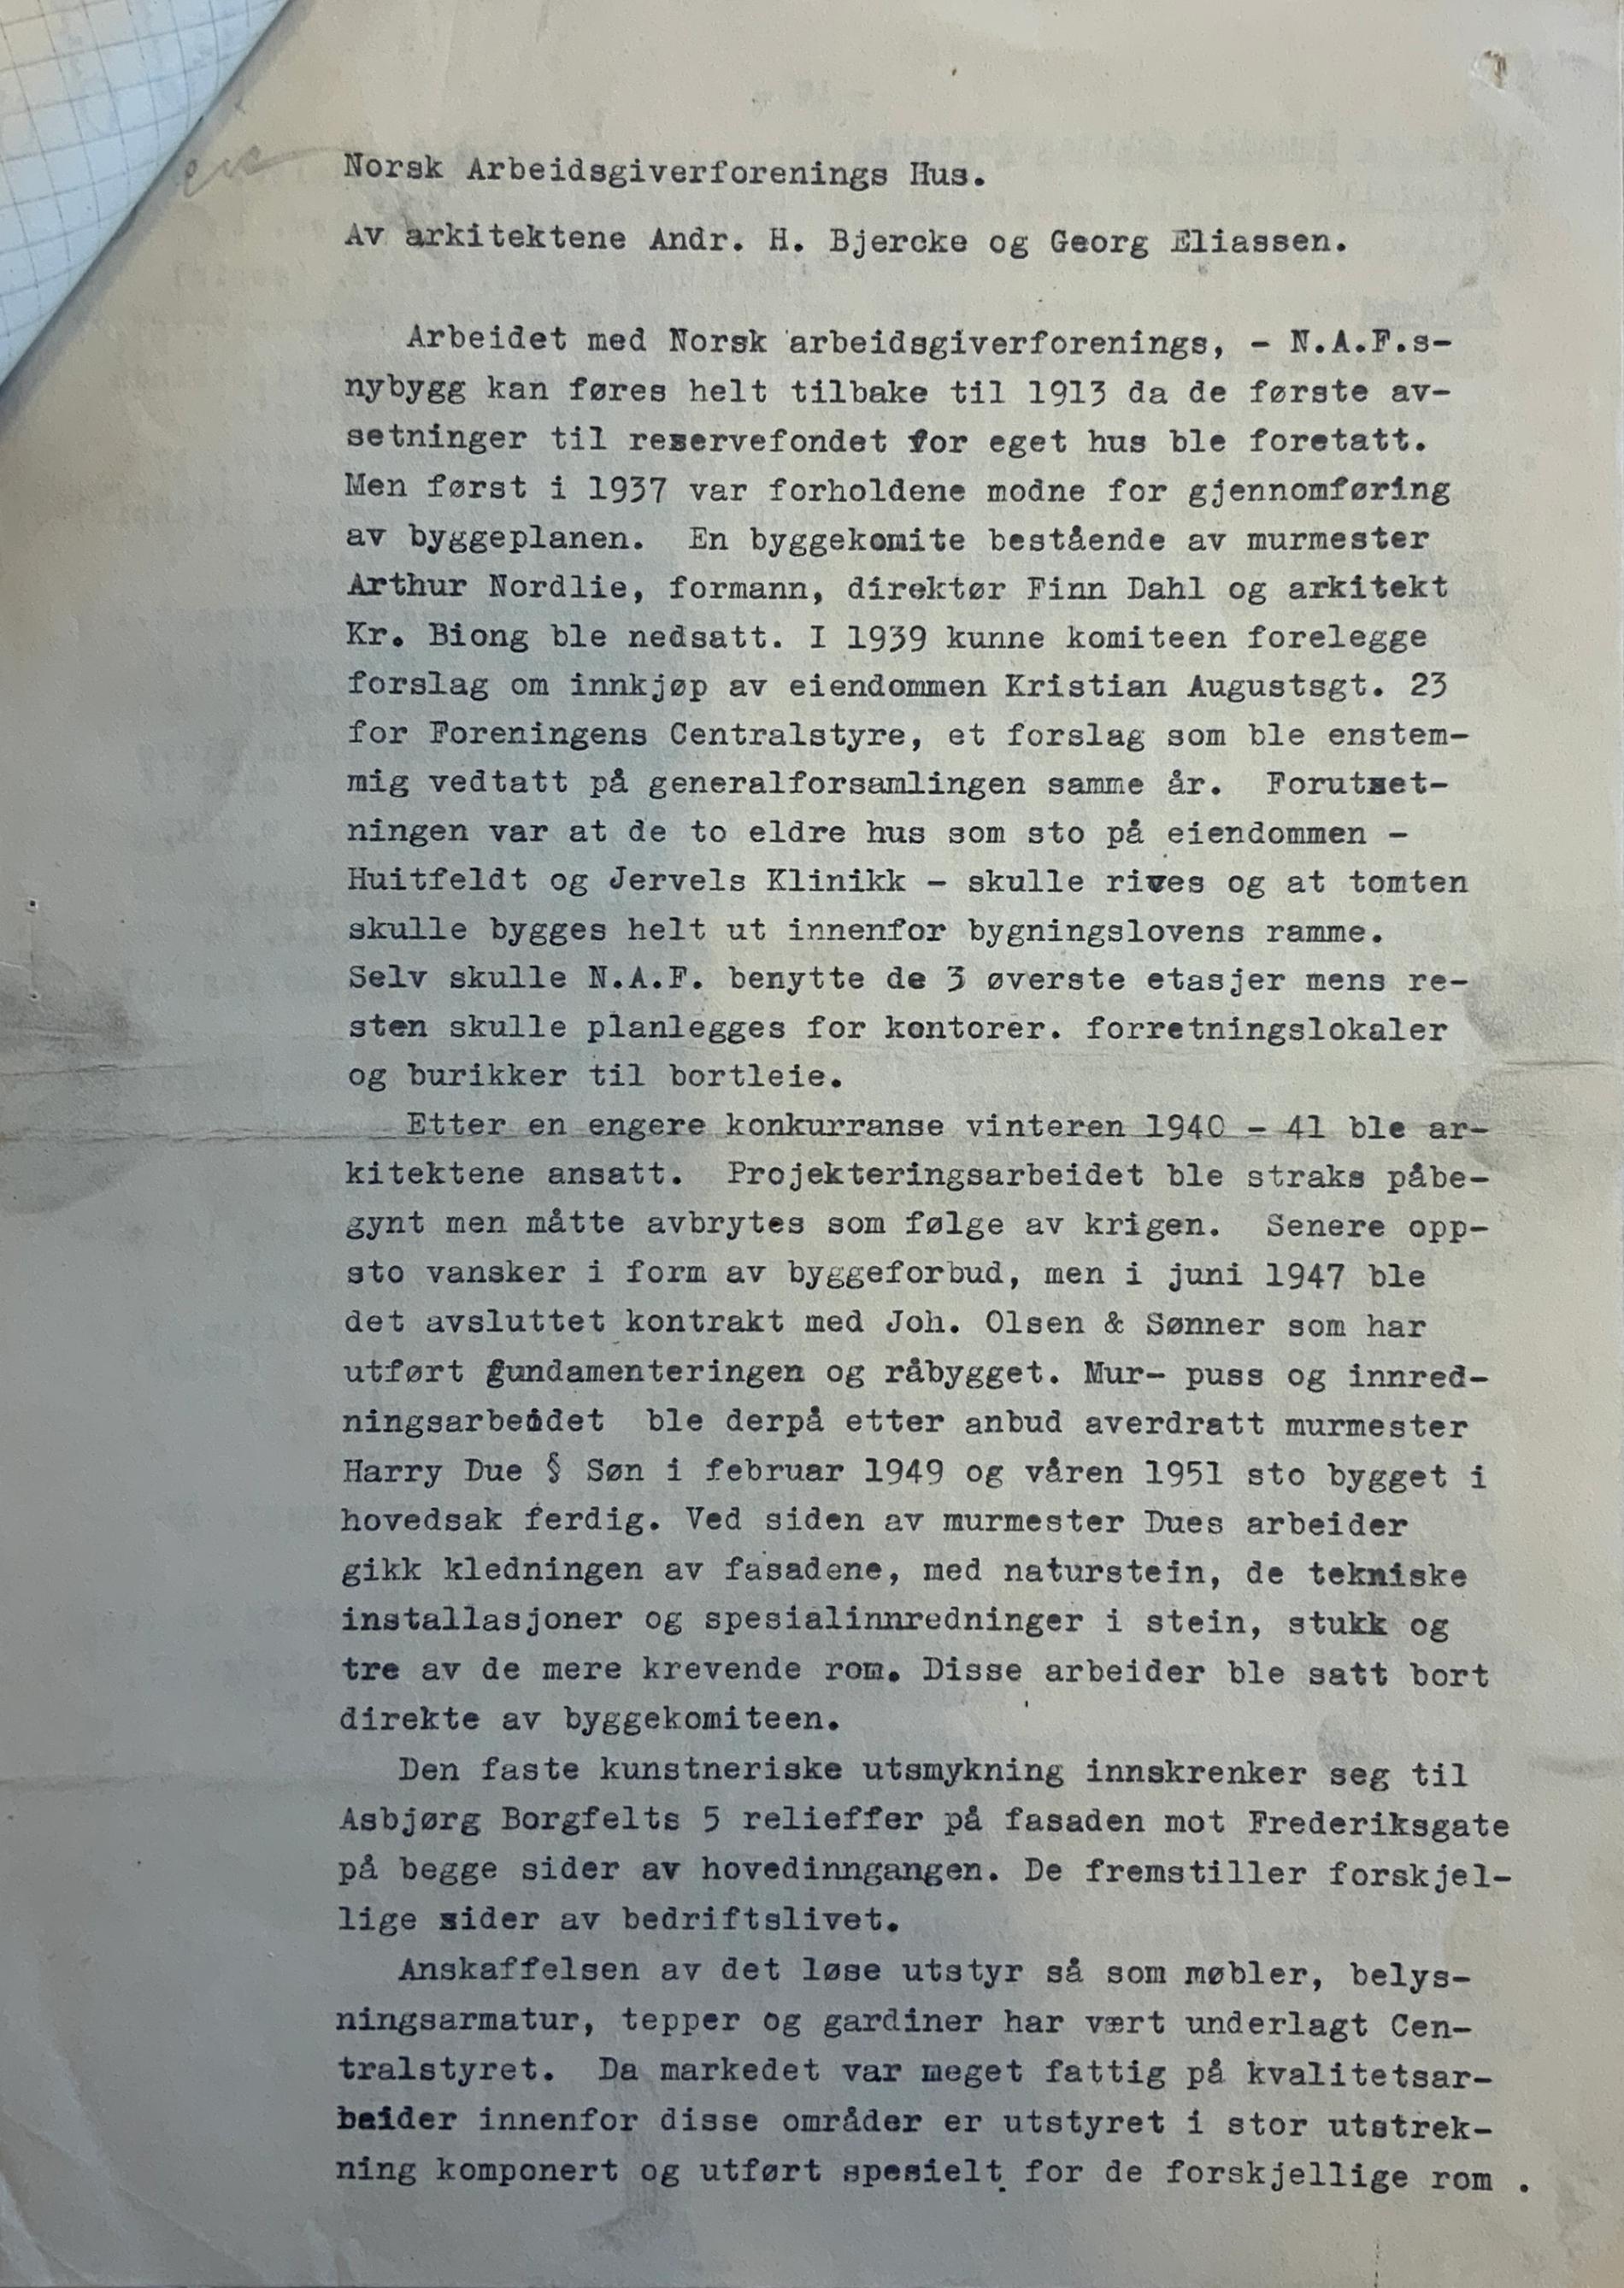 Norsk Arbeidsgiverforenings Hus.
Av arkitektene Andr. H. Bjercke og Georg Eliassen.
Arbeidet med Norsk arbeidsgiverforenings, - N.A.F.s-
nybygg kan føres helt tilbake til 1913 da de første av-
setninger til reservefondet for eget hus ble foretatt.
Men først i 1937 var forholdene modne for gjennomføring
av byggeplanen. En byggekomite bestående av murmester
Arthur Nordlie, formann, direktør Finn Dahl og arkitekt
Kr. Biong ble nedsatt. I 1939 kunne komiteen forelegge
forslag om innkjøp av eiendommen Kristian Augustsgt. 23
for Foreningens Centralstyre, et forslag som ble enstem-
mig vedtatt på generalforsamlingen samme år. Forutset-
ningen var at de to eldre hus som sto på eiendommen -
Huitfeldt og Jervels Klinikk - skulle rives og at tomten
skulle bygges helt ut innenfor bygningslovens ramme.
Selv skulle N.A.F. benytte de 3 øverste etasjer mens re-
sten skulle planlegges for kontorer. forretningslokaler
og burikker til bortleie.
Etter en engere konkurranse vinteren 1940 - 41 ble ar-
kitektene ansatt. Projekteringsarbeidet ble straks påbe-
gynt men måtte avbrytes som følge av krigen. Senere opp-
sto vansker i form av byggeforbud, men i juni 1947 ble
det avsluttet kontrakt med Joh. Olsen & Sønner som har
utført fundamenteringen og råbygget. Mur- puss og innred-
ningsarbeidet ble derpå etter anbud averdratt murmester
Harry Due § Søn i februar 1949 og våren 1951 sto bygget i
hovedsak ferdig. Ved siden av murmester Dues arbeider
gikk kledningen av fasadene, med naturstein, de tekniske
installasjoner og spesialinnredninger i stein, stukk og
tre av de mere krevende rom. Disse arbeider ble satt bort
direkte av byggekomiteen.
Den faste kunstneriske utsmykning innskrenker seg til
Asbjørg Borgfelts 5 relieffer på fasaden mot Frederiksgate
på begge sider av hovedinngangen. De fremstiller forskjel-
lige sider av bedriftslivet.
Anskaffelsen av det løse utstyr så som møbler, belys-
ningsarmatur, tepper og gardiner har vært underlagt Cen-
tralstyret. Da markedet var meget fattig på kvalitetsar-
beider innenfor disse områder er utstyret i stor utstrek-
ning komponert og utført spesielt for de forskjellige rom .